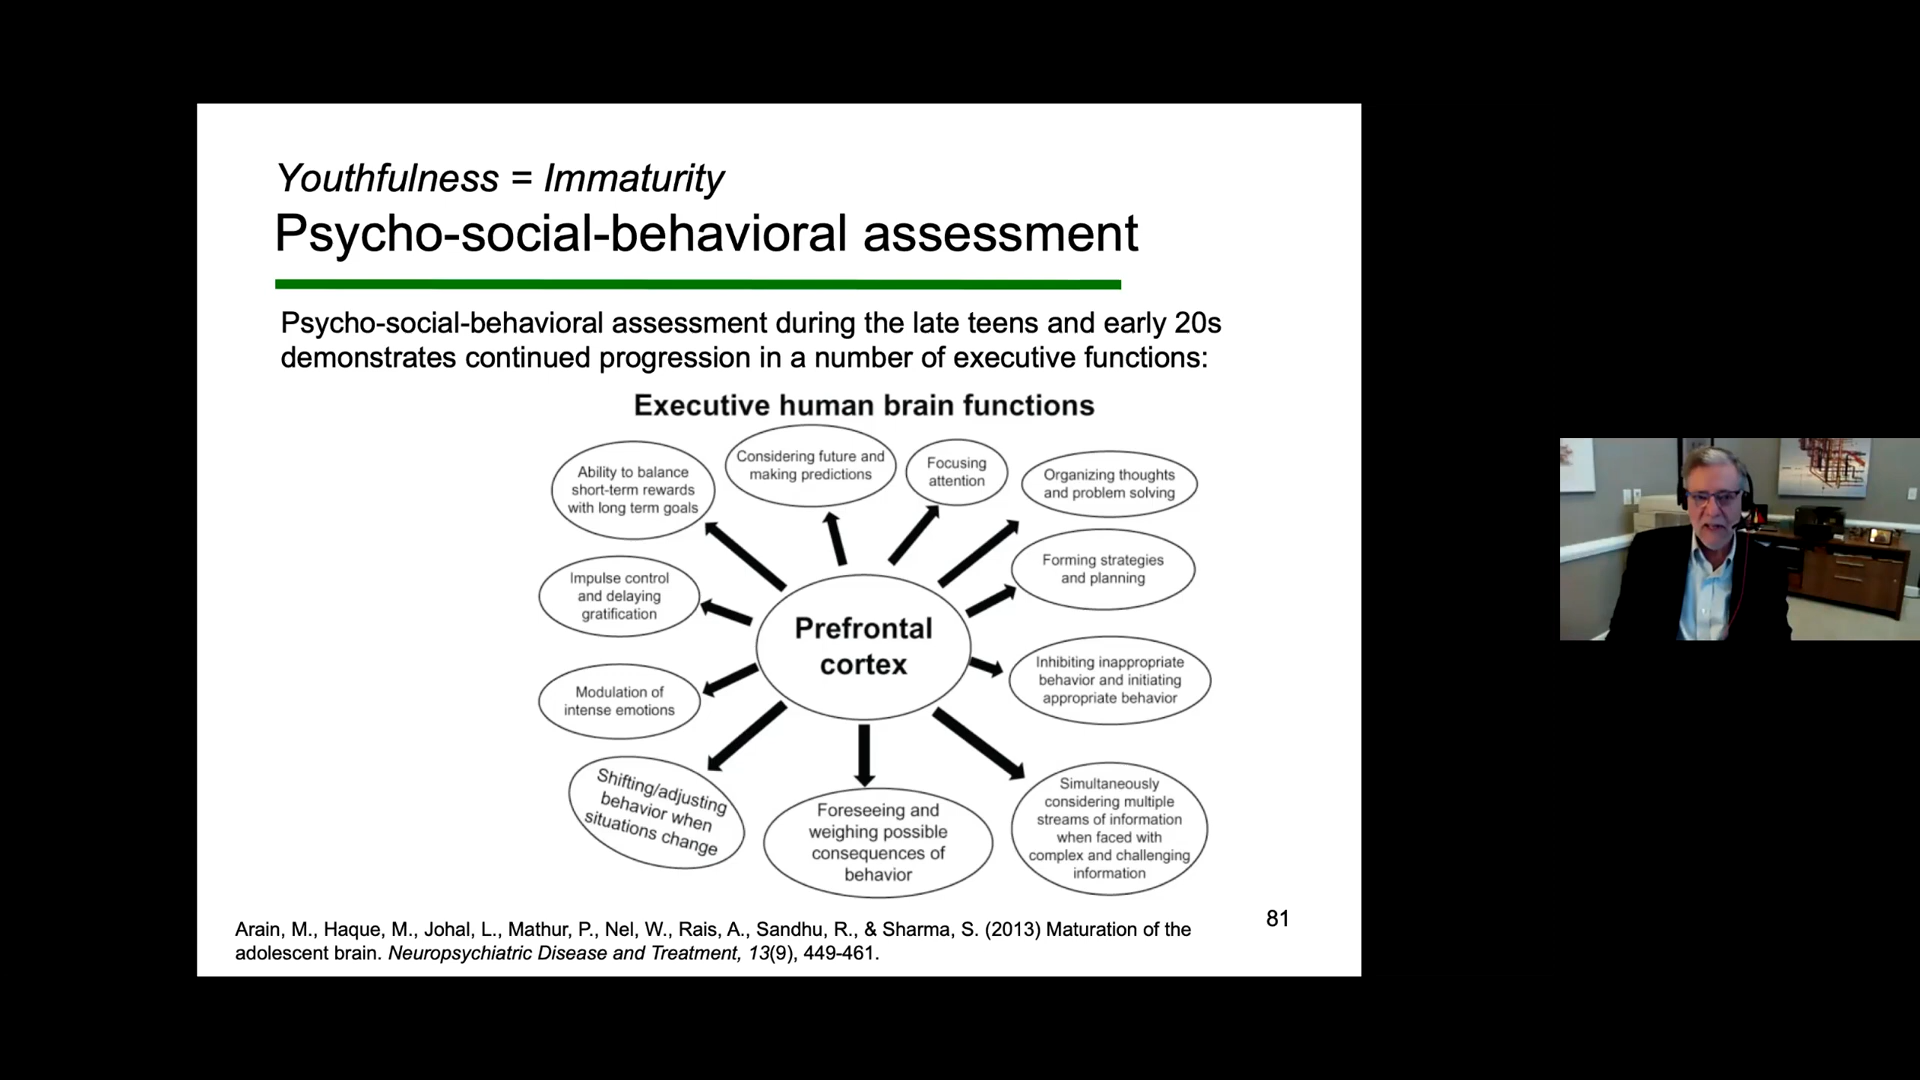 Youthfulness = Immaturity
Psycho-social-behavioral assessment
Psycho-social-behavioral assessment during the late teens and early 20s
demonstrates continued progression in a number of executive functions:
Executive human brain functions
Ability to balance
short-term rewards
with long term goals
Considering future and
making predictions
Focusing
attention
Organizing thoughts
and problem solving
Impulse control
and delaying
gratification
Forming strategies
and planning
Prefrontal
cortex
Modulation of
intense emotions
Inhibiting inappropriate
behavior and initiating
appropriate behavior
Shifting/adjusting
behavior when
situations change
Foreseeing and
weighing possible
consequences of
behavior
Simultaneously
considering multiple
streams of information
when faced with
complex and challenging
information
Arain, M., Haque, M., Johal, L., Mathur, P., Nel, W., Rais, A., Sandhu, R., & Sharma, S. (2013) Maturation of the
adolescent brain. Neuropsychiatric Disease and Treatment, 13(9), 449-461.
81